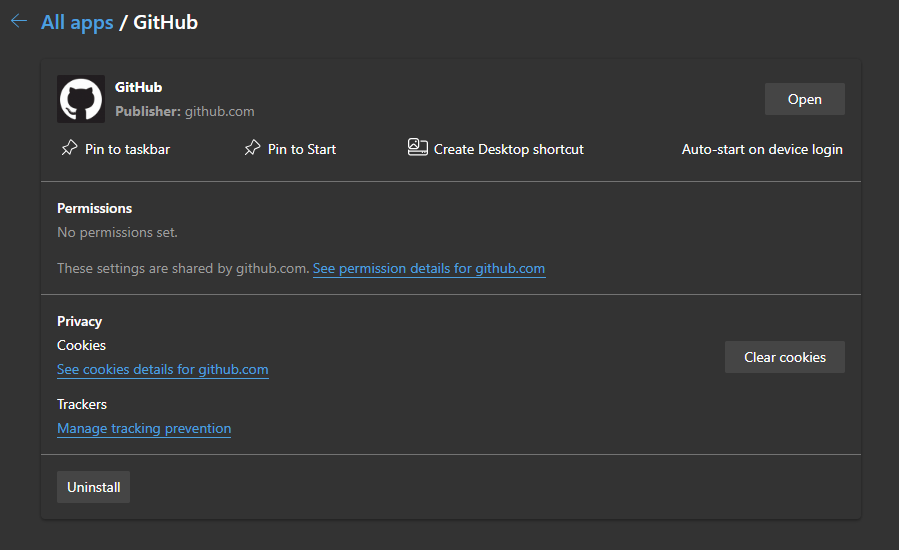 All apps / GitHub
GitHub
Publisher: github.com
Open
Pin to taskbar
Pin to Start
Create Desktop shortcut
Auto-start on device login
Permissions
No permissions set.
These settings are shared by github.com. See permission details for github.com
Privacy
Cookies
See cookies details for github.com
Clear cookies
Trackers
Manage tracking prevention
Uninstall